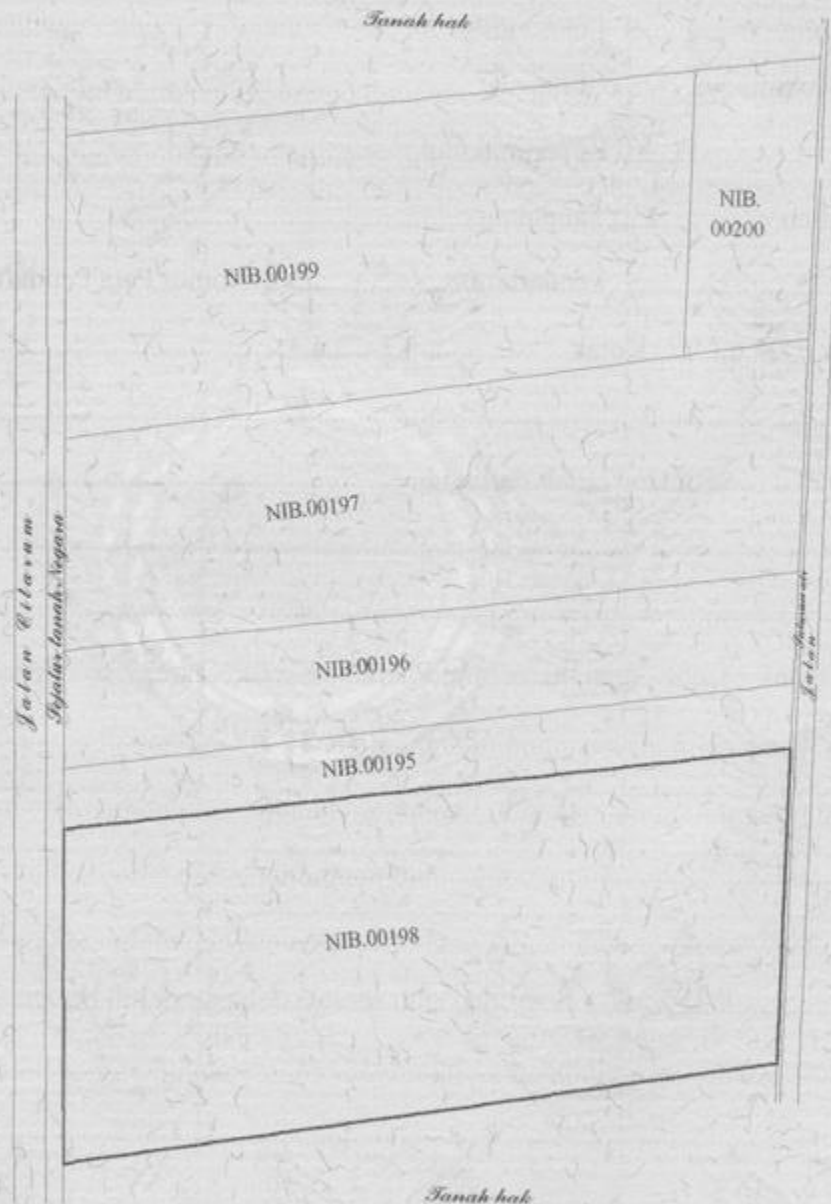 Tanah hak
NIB.
00200
NIB.00199
NIB.00197
Jalan Citarum
Sejalur tanah Negara
NIB.00196
Jalan
NIB.00195
NIB.00198
Tanah hak